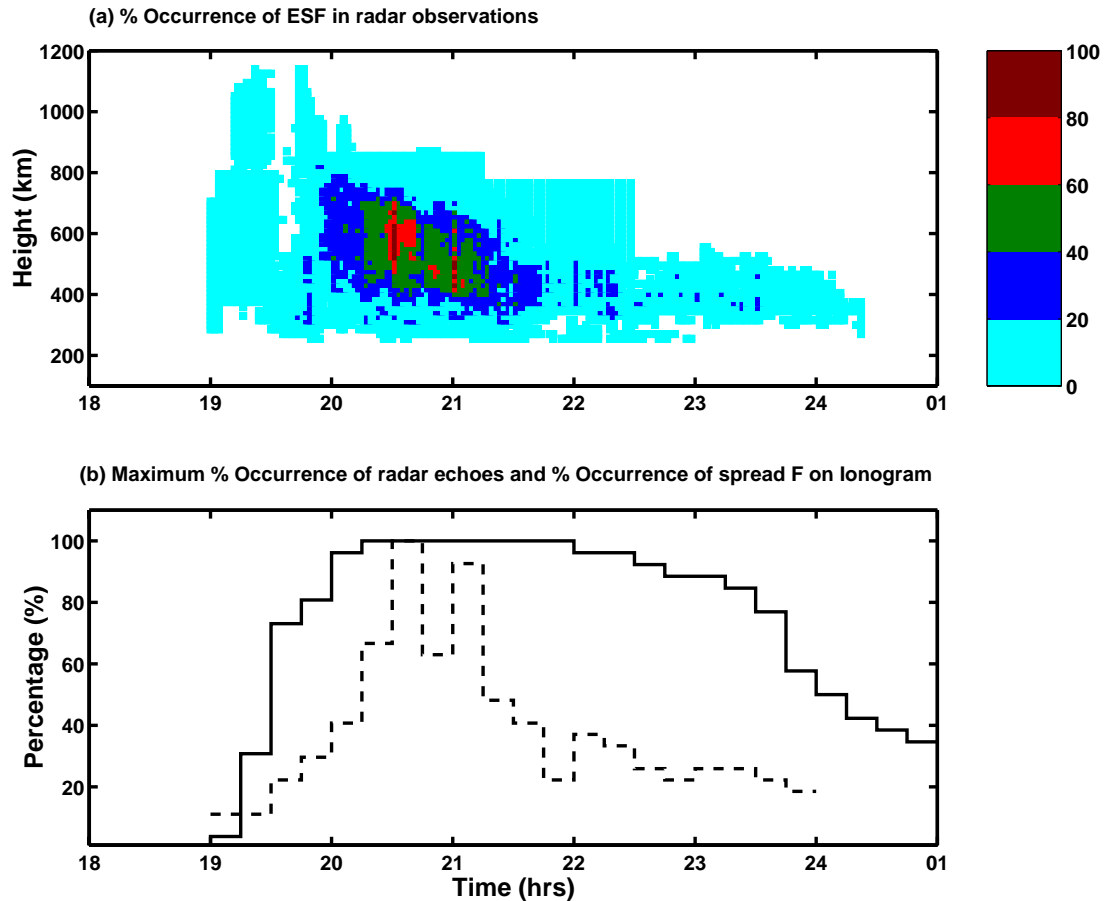 (a) % Occurrence of ESF in radar observations
1200
1000
800
600
400
200
Height (km)
18 19 20 21 22 23 24 01
100
80
60
40
20
0
(b) Maximum % Occurrence of radar echoes and % Occurrence of spread F on Ionogram
100
80
60
40
20
Percentage (%)
18 19 20 21 22 23 24 01
Time (hrs)